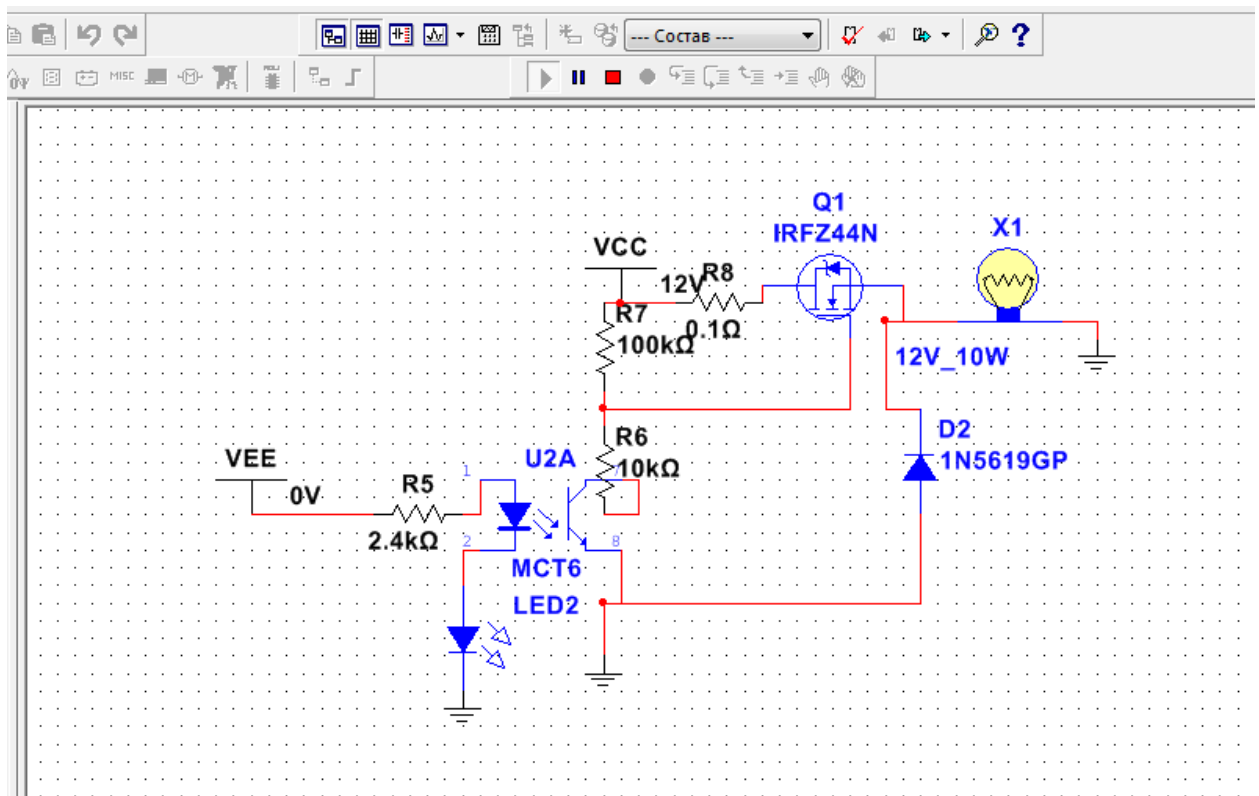 --- Состав ---
MISC
Q1
IRFZ44N
X1
VCC
12V
R8
0.1Ω
R7
100kΩ
12V_10W
R6
10kΩ
D2
1N5619GP
VEE
0V
R5
2.4kΩ
U2A
1
7
2
8
MCT6
LED2